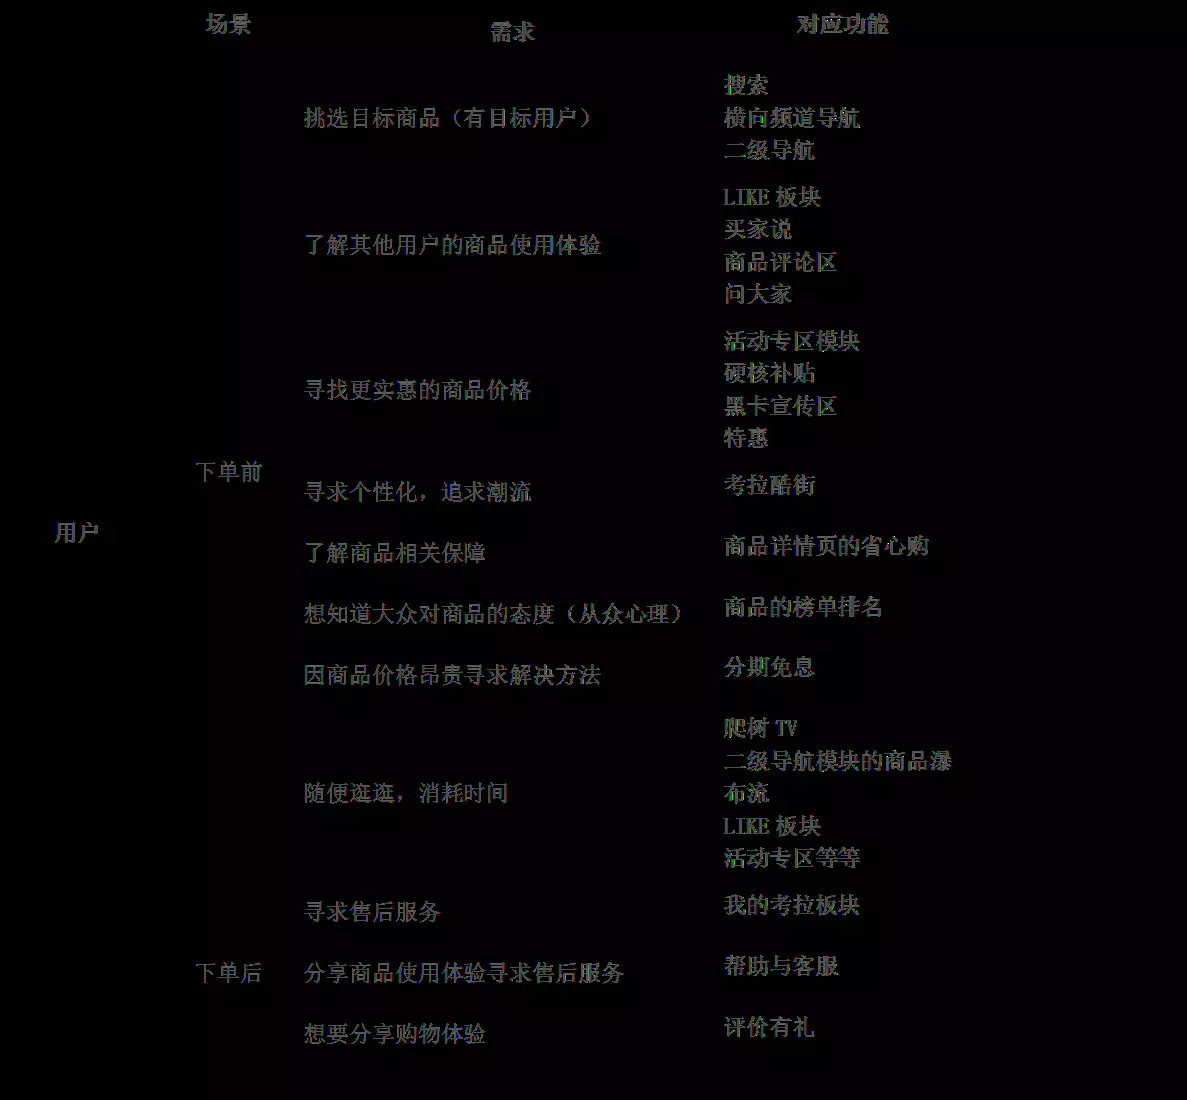 场景 需求 对应功能
挑选目标商品（有目标用户）
搜索
横向频道导航
二级导航
了解其他用户的商品使用体验
LIKE 板块
买家说
商品评论区
问大家
寻找更实惠的商品价格
活动专区模块
硬核补贴
黑卡宣传区
特惠
用户
下单前
寻求个性化，追求潮流
考拉酷街
了解商品相关保障
商品详情页的省心购
想知道大众对商品的态度（从众心理）
商品的榜单排名
因商品价格昂贵寻求解决方法
分期免息
随便逛逛，消耗时间
爬树 TV
二级导航模块的商品瀑
布流
LIKE 板块
活动专区等等
下单后
寻求售后服务
我的考拉板块
分享商品使用体验寻求售后服务
帮助与客服
想要分享购物体验
评价有礼